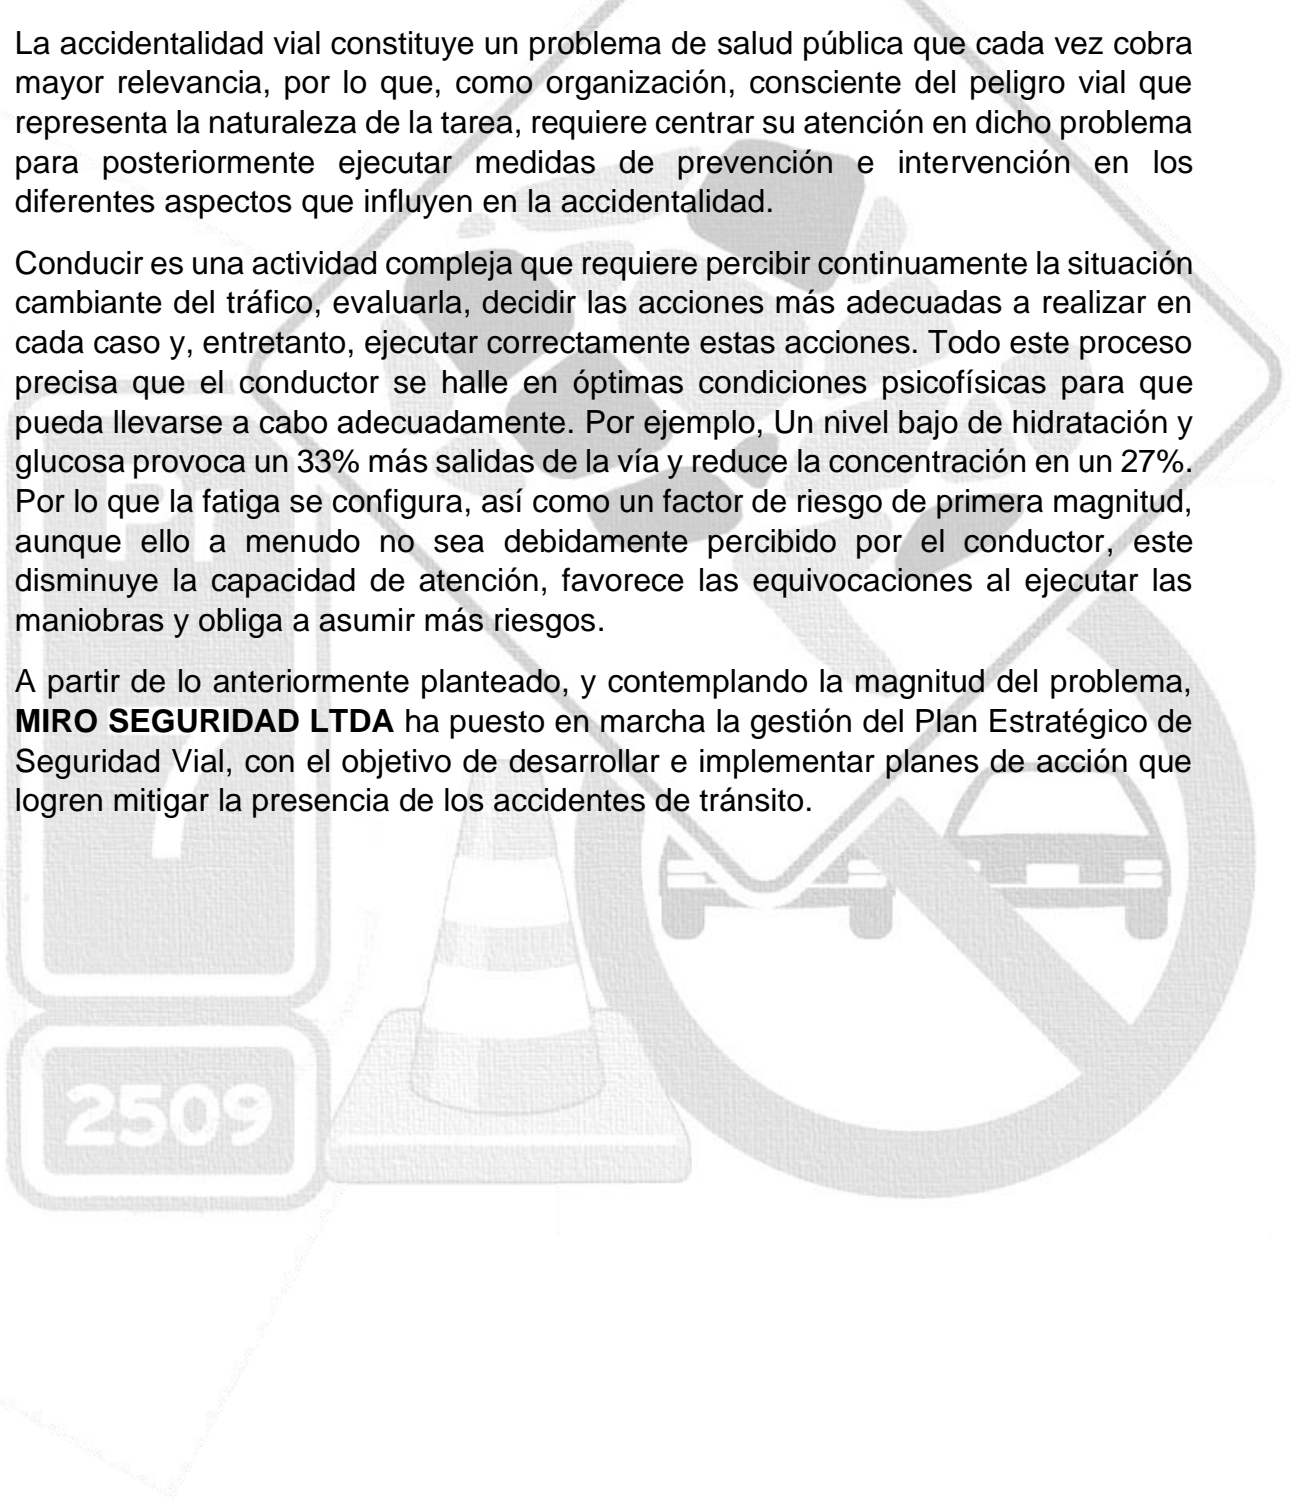 La accidentalidad vial constituye un problema de salud pública que cada vez cobra
mayor relevancia, por lo que, como organización, consciente del peligro vial que
representa la naturaleza de la tarea, requiere centrar su atención en dicho problema
para posteriormente ejecutar medidas de prevención e intervención en los
diferentes aspectos que influyen en la accidentalidad.
Conducir es una actividad compleja que requiere percibir continuamente la situación
cambiante del tráfico, evaluarla, decidir las acciones más adecuadas a realizar en
cada caso y, entretanto, ejecutar correctamente estas acciones. Todo este proceso
precisa que el conductor se halle en óptimas condiciones psicofísicas para que
pueda llevarse a cabo adecuadamente. Por ejemplo, Un nivel bajo de hidratación y
glucosa provoca un 33% más salidas de la vía y reduce la concentración en un 27%.
Por lo que la fatiga se configura, así como un factor de riesgo de primera magnitud,
aunque ello a menudo no sea debidamente percibido por el conductor, este
disminuye la capacidad de atención, favorece las equivocaciones al ejecutar las
maniobras y obliga a asumir más riesgos.
A partir de lo anteriormente planteado, y contemplando la magnitud del problema,
MIRO SEGURIDAD LTDA ha puesto en marcha la gestión del Plan Estratégico de
Seguridad Vial, con el objetivo de desarrollar e implementar planes de acción que
logren mitigar la presencia de los accidentes de tránsito.
2509